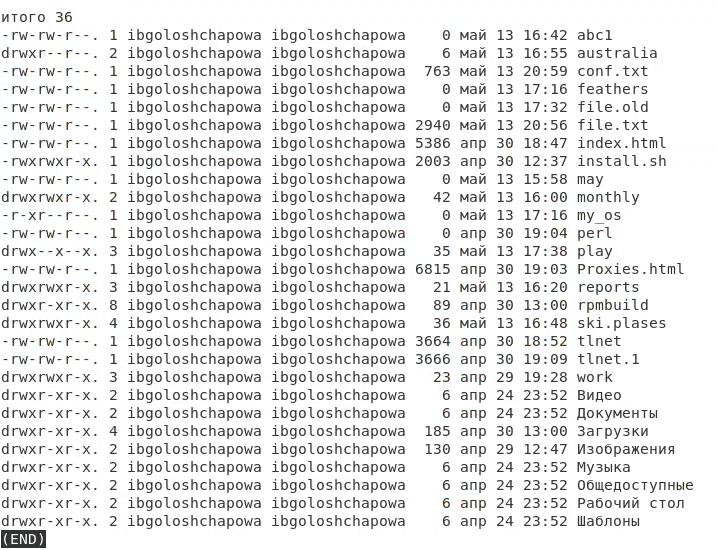 итого 36
-rw-rw-r--. 1 ibgoloshchapowa ibgoloshchapowa    0 май 13 16:42 abc1
drwxr--r--. 2 ibgoloshchapowa ibgoloshchapowa    6 май 13 16:55 australia
-rw-rw-r--. 1 ibgoloshchapowa ibgoloshchapowa  763 май 13 20:59 conf.txt
-rw-rw-r--. 1 ibgoloshchapowa ibgoloshchapowa    0 май 13 17:16 feathers
-rw-rw-r--. 1 ibgoloshchapowa ibgoloshchapowa    0 май 13 17:32 file.old
-rw-rw-r--. 1 ibgoloshchapowa ibgoloshchapowa 2940 май 13 20:56 file.txt
-rw-rw-r--. 1 ibgoloshchapowa ibgoloshchapowa 5386 апр 30 18:47 index.html
-rwxrwxr-x. 1 ibgoloshchapowa ibgoloshchapowa 2003 апр 30 12:37 install.sh
-rw-rw-r--. 1 ibgoloshchapowa ibgoloshchapowa    0 май 13 15:58 may
drwxrwxr-x. 2 ibgoloshchapowa ibgoloshchapowa   42 май 13 16:00 monthly
-r-xr--r--. 1 ibgoloshchapowa ibgoloshchapowa    0 май 13 17:16 my_os
-rw-rw-r--. 1 ibgoloshchapowa ibgoloshchapowa    0 апр 30 19:04 perl
drwx--x--x. 3 ibgoloshchapowa ibgoloshchapowa   35 май 13 17:38 play
-rw-rw-r--. 1 ibgoloshchapowa ibgoloshchapowa 6815 апр 30 19:03 Proxies.html
drwxrwxr-x. 3 ibgoloshchapowa ibgoloshchapowa   21 май 13 16:20 reports
drwxr-xr-x. 8 ibgoloshchapowa ibgoloshchapowa   89 апр 30 13:00 rpmbuild
drwxrwxr-x. 4 ibgoloshchapowa ibgoloshchapowa   36 май 13 16:48 ski.plases
-rw-rw-r--. 1 ibgoloshchapowa ibgoloshchapowa 3664 апр 30 18:52 tlnet
-rw-rw-r--. 1 ibgoloshchapowa ibgoloshchapowa 3666 апр 30 19:09 tlnet.1
drwxrwxr-x. 3 ibgoloshchapowa ibgoloshchapowa   23 апр 29 19:28 work
drwxr-xr-x. 2 ibgoloshchapowa ibgoloshchapowa    6 апр 24 23:52 Видео
drwxr-xr-x. 2 ibgoloshchapowa ibgoloshchapowa    6 апр 24 23:52 Документы
drwxr-xr-x. 4 ibgoloshchapowa ibgoloshchapowa  185 апр 30 13:00 Загрузки
drwxr-xr-x. 2 ibgoloshchapowa ibgoloshchapowa  130 апр 29 12:47 Изображения
drwxr-xr-x. 2 ibgoloshchapowa ibgoloshchapowa    6 апр 24 23:52 Музыка
drwxr-xr-x. 2 ibgoloshchapowa ibgoloshchapowa    6 апр 24 23:52 Общедоступные
drwxr-xr-x. 2 ibgoloshchapowa ibgoloshchapowa    6 апр 24 23:52 Рабочий стол
drwxr-xr-x. 2 ibgoloshchapowa ibgoloshchapowa    6 апр 24 23:52 Шаблоны
(END)